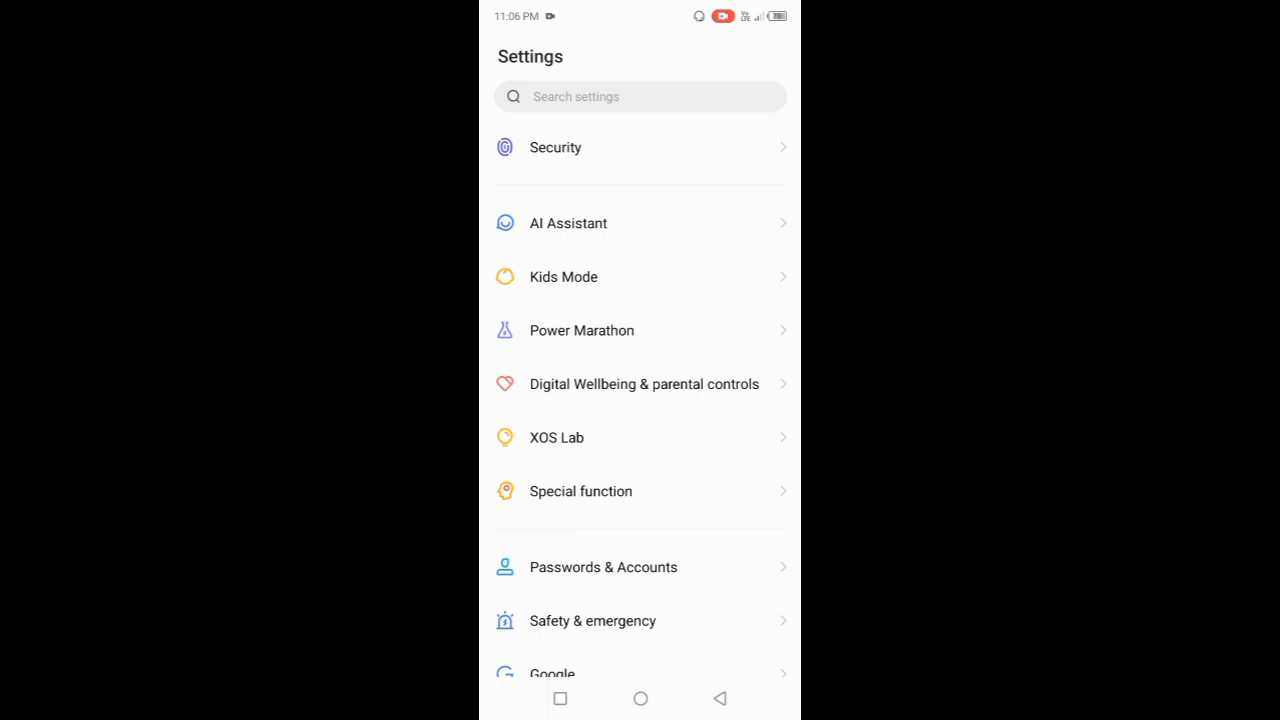 11:06 PM
Settings
Search settings
Security
AI Assistant
Kids Mode
Power Marathon
Digital Wellbeing & parental controls
XOS Lab
Special function
Passwords & Accounts
Safety & emergency
Google